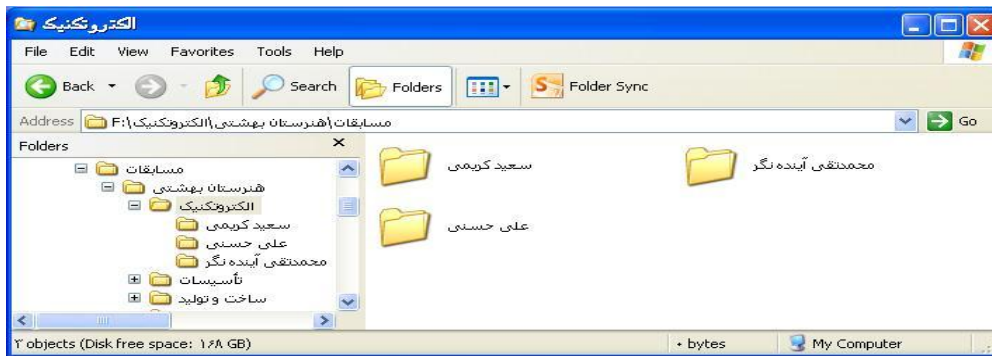 الکتروتکنیک
File Edit View Favorites Tools Help
Back Search Folders Folder Sync
Address F:\مسابقات\هنرستان بهشتی\الکتروتکنیک Go
Folders ×
مسابقات
هنرستان بهشتی
الکتروتکنیک
سعید کریمی
علی حسنی
محمدتقی آینده نگر
تأسیسات
ساخت و تولید
سعید کریمی
محمدتقی آینده نگر
علی حسنی
۳ objects (Disk free space: ۱٫۶۸ GB) ۰ bytes My Computer